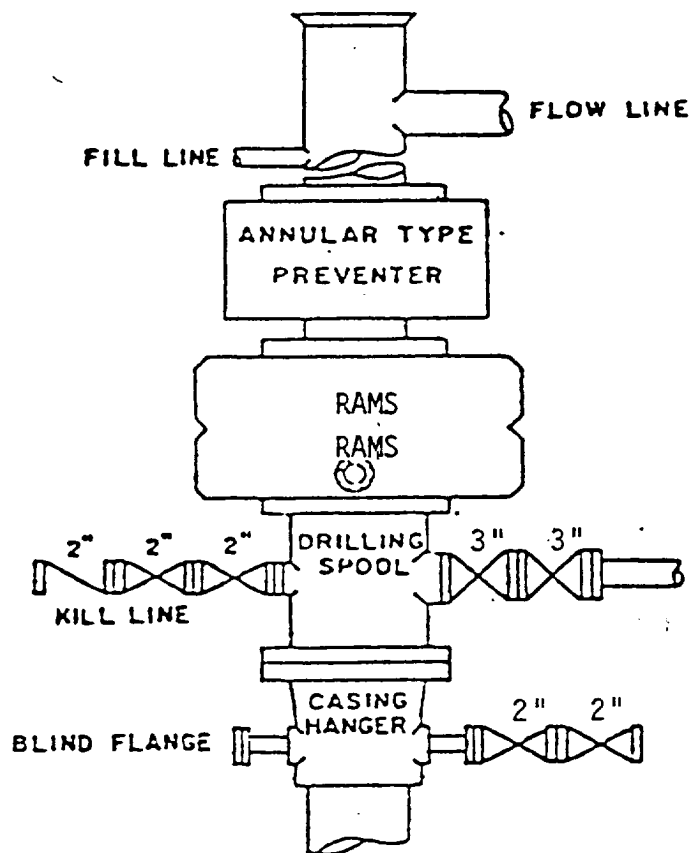 FLOW LINE
FILL LINE
ANNULAR TYPE
PREVENTER
RAMS
RAMS
2" 2" 2"
DRILLING
SPOOL
3" 3"
KILL LINE
CASING
HANGER
2" 2"
BLIND FLANGE